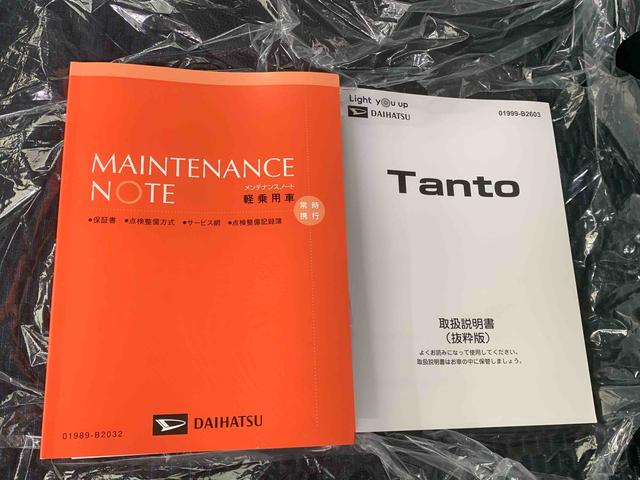 MAINTENANCE
NOTE
メンテナンスノート
軽乗用車
常時
携行
●保証書 ●点検整備方式 ●サービス網 ●点検整備記録簿
01989-B2032
DAIHATSU
Light you up
DAIHATSU
01999-B2603
Tanto
取扱説明書
(抜粋版)
よくお読みになって使用してください。
取扱説明書はお車の中に保管しましょう。